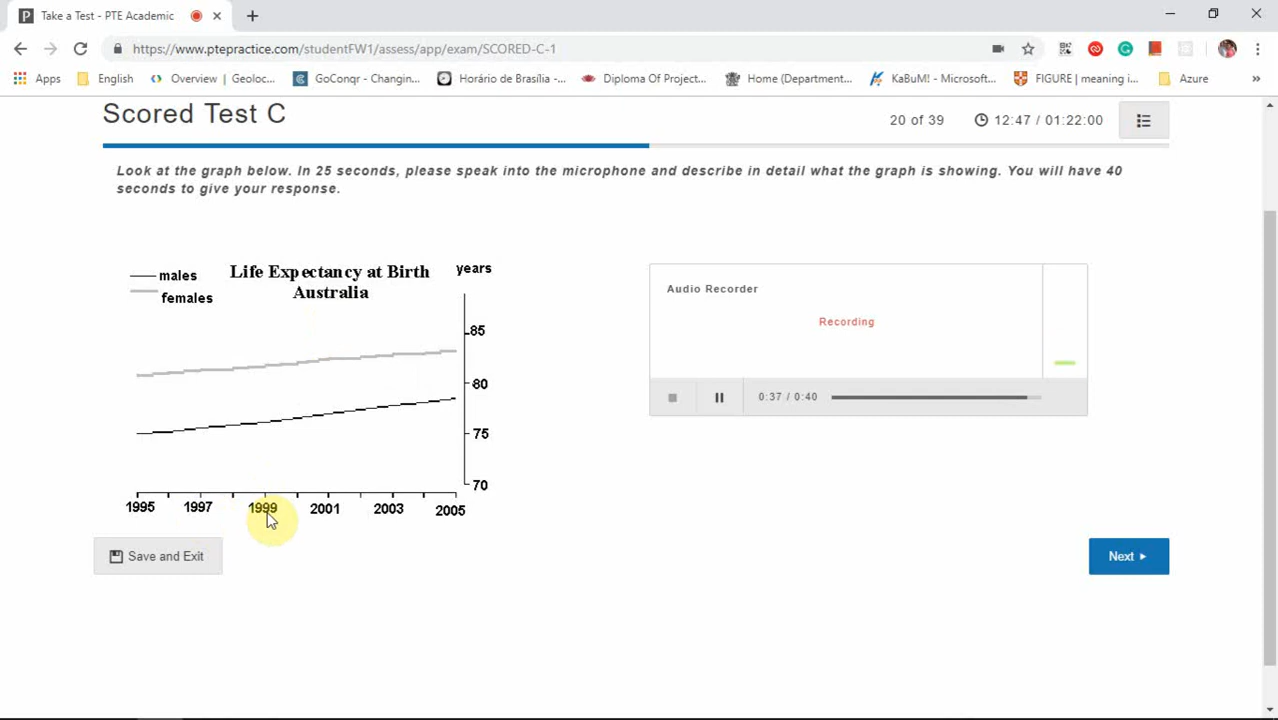 Take a Test - PTE Academic
https://www.ptepractice.com/studentFW1/assess/app/exam/SCORED-C-1
Apps English Overview | Geoloc... GoConqr - Changin... Horário de Brasília -... Diploma Of Project... Home (Department... KaBuM! - Microsoft... FIGURE | meaning i... Azure »
Scored Test C
20 of 39 12:47 / 01:22:00
Look at the graph below. In 25 seconds, please speak into the microphone and describe in detail what the graph is showing. You will have 40
seconds to give your response.
males
females
Life Expectancy at Birth
Australia
years
85
80
75
70
1995 1997 1999 2001 2003 2005
Audio Recorder
Recording
0:37 / 0:40
Save and Exit
Next